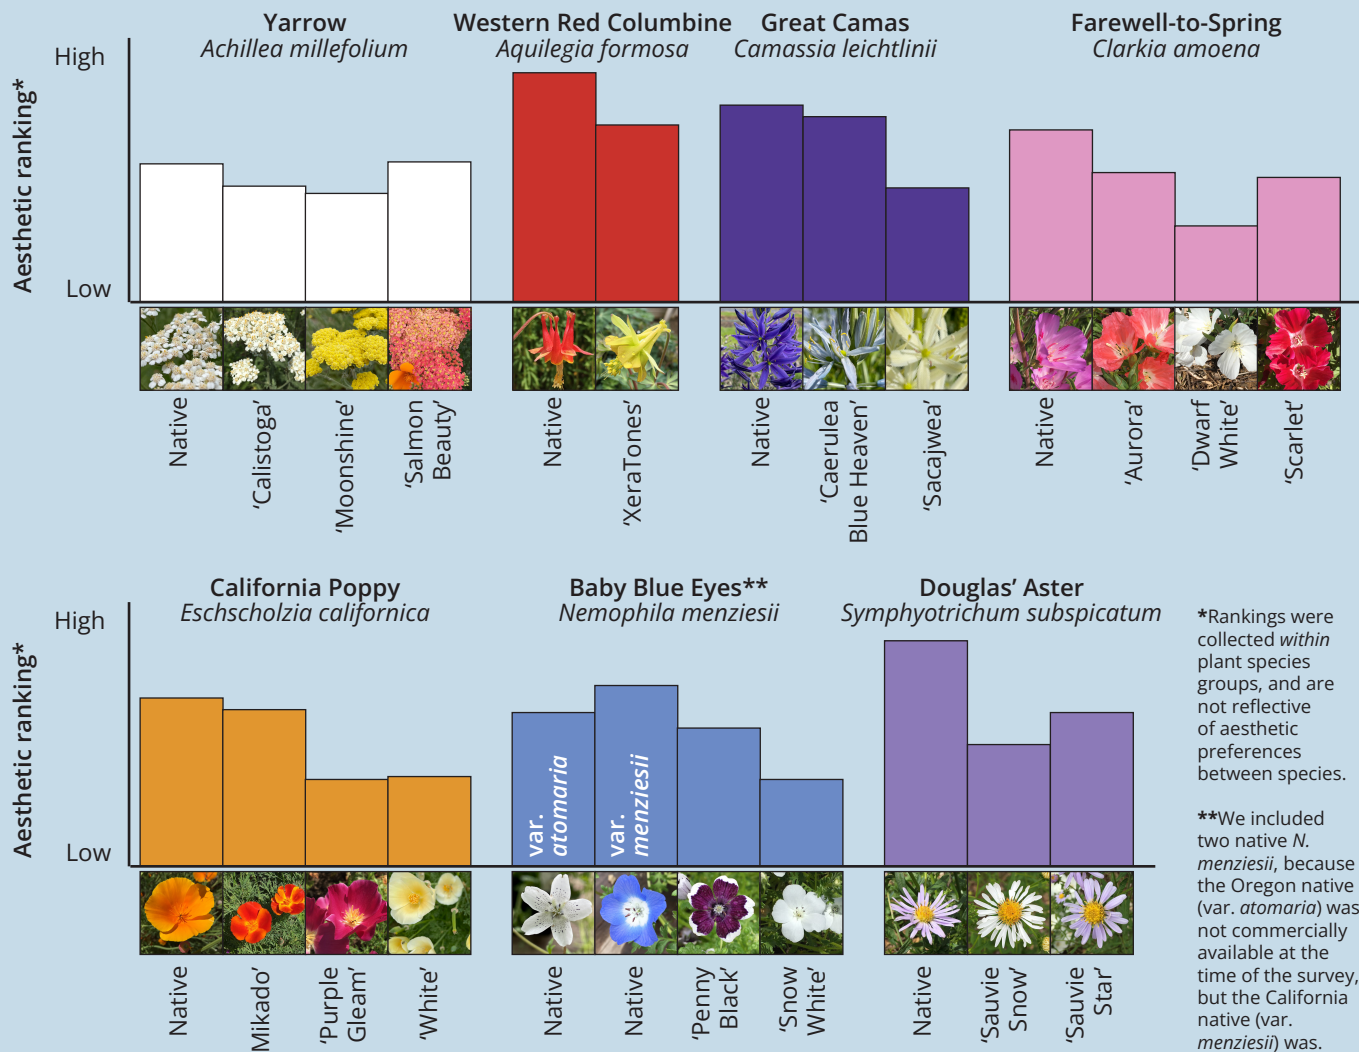 Yarrow
Achillea millefolium
Western Red Columbine
Aquilegia formosa
Great Camas
Camassia leichtlinii
Farewell-to-Spring
Clarkia amoena
High
Aesthetic ranking*
Low
Native
‘Calistoga’
‘Moonshine’
‘Salmon
Beauty’
Native
‘XeraTones’
Native
‘Caerulea
Blue Heaven’
‘Sacajwea’
Native
‘Aurora’
‘Dwarf
White’
‘Scarlet’
California Poppy
Eschscholzia californica
Baby Blue Eyes**
Nemophila menziesii
Douglas’ Aster
Symphyotrichum subspicatum
High
Aesthetic ranking*
Low
var.
atomaria
var.
menziesii
Native
Mikado’
‘Purple
Gleam’
‘White’
Native
Native
‘Penny
Black’
‘Snow
White’
Native
‘Sauvie
Snow’
‘Sauvie
Star’
*Rankings were
collected within
plant species
groups, and are
not reflective
of aesthetic
preferences
between species.
**We included
two native N.
menziesii, because
the Oregon native
(var. atomaria) was
not commercially
available at the
time of the survey,
but the California
native (var.
menziesii) was.